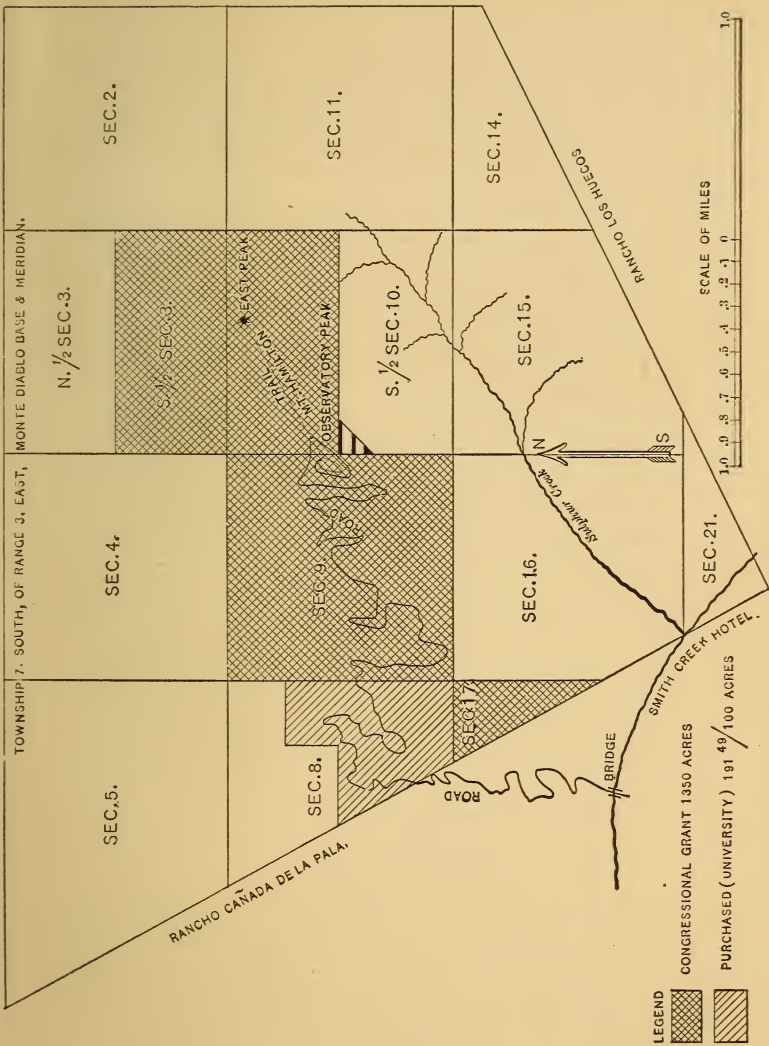 TOWNSHIP 7. SOUTH, OF RANGE 3, EAST, MONTE DIABLO BASE & MERIDIAN.
SEC. 5.
SEC. 4.
N. 1/2 SEC. 3.
SEC. 2.
S. 1/2 SEC. 3.
SEC. 8.
SEC. 9.
ROAD
TRAIL
MT. HAMILTON
EAST PEAK
OBSERVATORY PEAK
SEC. 11.
S. 1/2 SEC. 10.
RANCHO CAÑADA DE LA PALA.
SEC. 17.
SEC. 16.
SEC. 15.
SEC. 14.
Sulphur Creek
N
S
RANCHO LOS HUECOS
SEC. 21.
ROAD
BRIDGE
SMITH CREEK HOTEL.
LEGEND
CONGRESSIONAL GRANT 1350 ACRES
PURCHASED (UNIVERSITY) 191 49/100 ACRES
SCALE OF MILES
1.0 .9 .8 .7 .6 .5 .4 .3 .2 .1 0 1.0